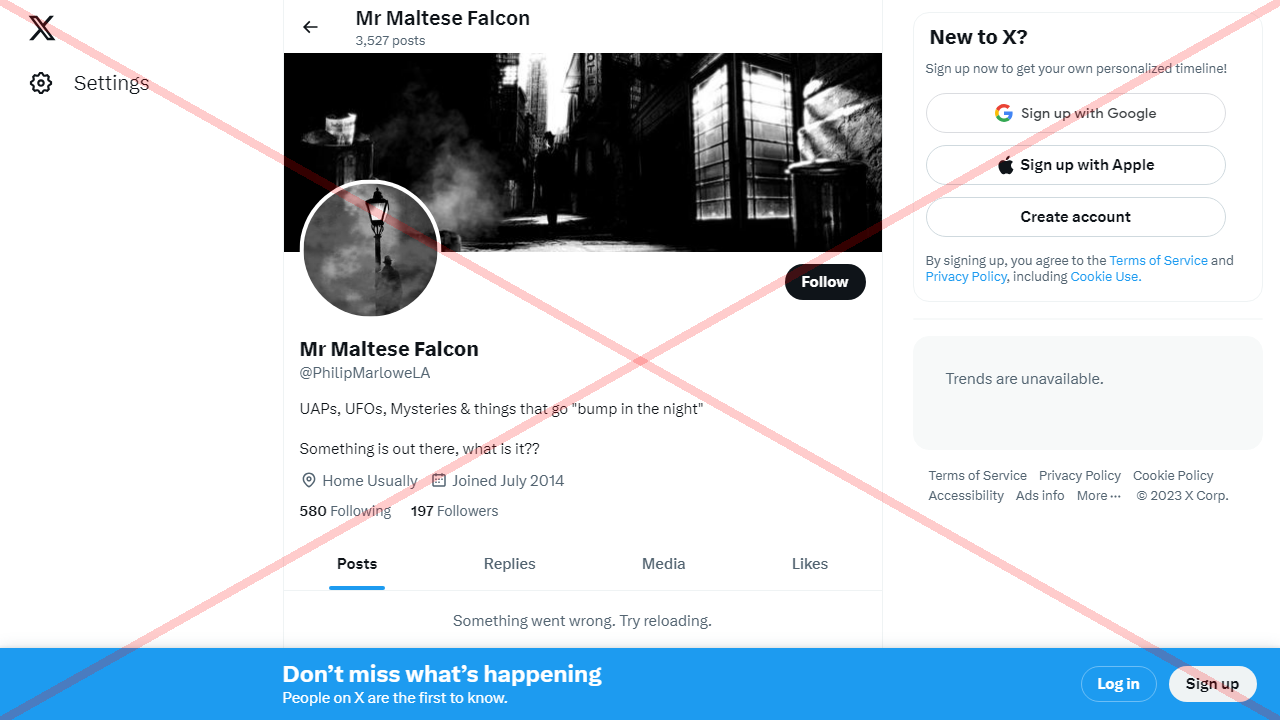 Settings
Mr Maltese Falcon
3,527 posts
Follow
Mr Maltese Falcon
@PhilipMarloweLA
UAPs, UFOs, Mysteries & things that go "bump in the night"
Something is out there, what is it??
Home Usually Joined July 2014
580 Following 197 Followers
Posts Replies Media Likes
Something went wrong. Try reloading.
New to X?
Sign up now to get your own personalized timeline!
Sign up with Google
Sign up with Apple
Create account
By signing up, you agree to the Terms of Service and
Privacy Policy, including Cookie Use.
Trends are unavailable.
Terms of Service Privacy Policy Cookie Policy
Accessibility Ads info More ··· © 2023 X Corp.
Don’t miss what’s happening
People on X are the first to know.
Log in Sign up